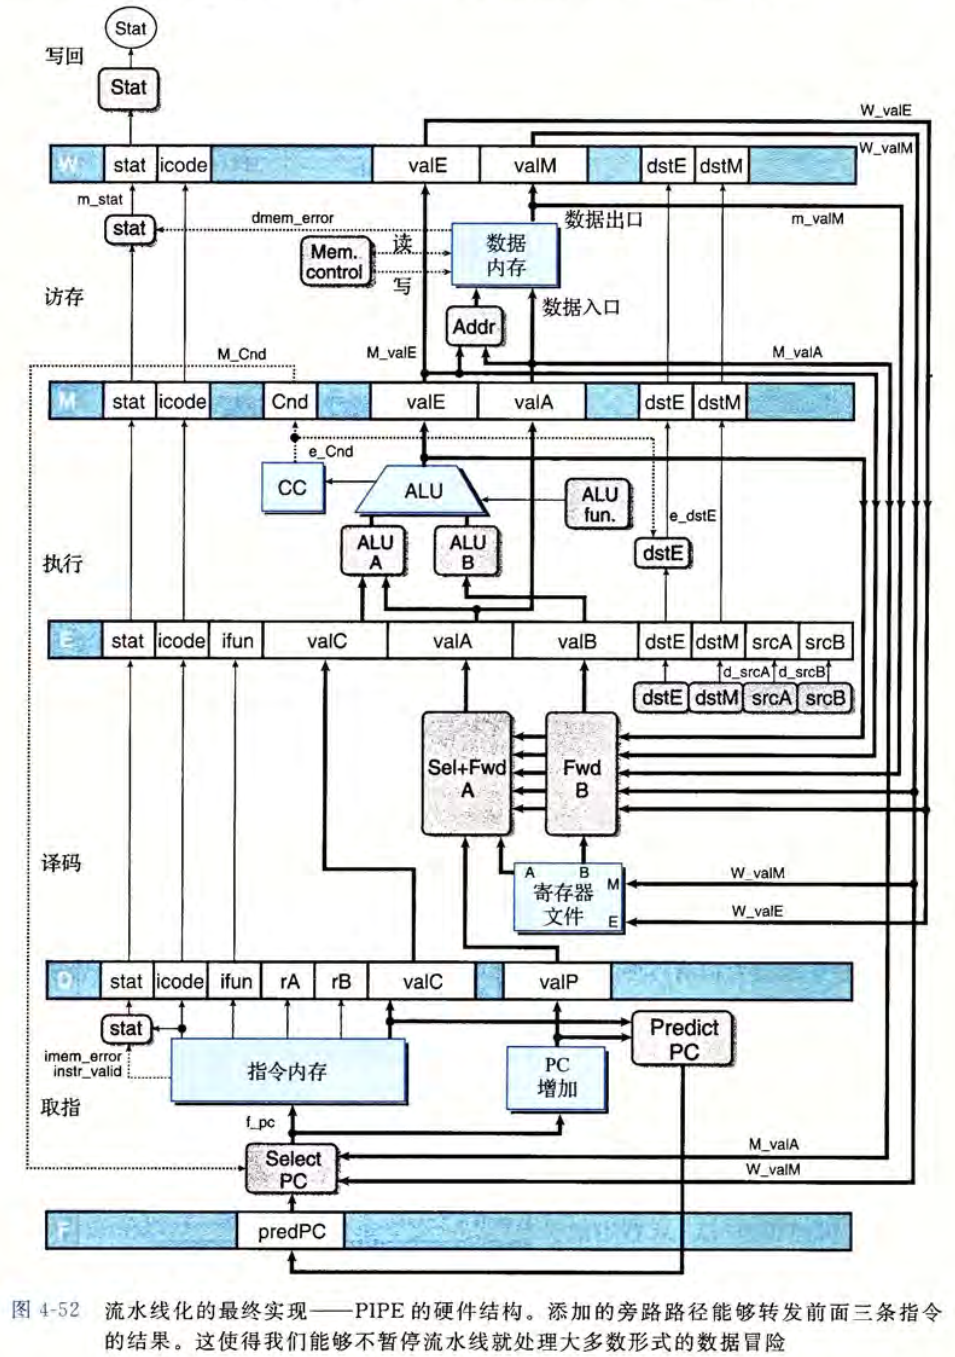 Stat
写回
Stat
W_valE
W stat icode valE valM dstE dstM
W_valM
m_stat
stat
dmem_error
数据出口
m_valM
Mem.
control
读
写
数据
内存
访存
数据入口
Addr
M_Cnd
M_valE
M_valA
M stat icode Cnd valE valA dstE dstM
e_Cnd
CC
ALU
ALU
fun.
e_dstE
ALU
A
ALU
B
dstE
执行
E stat icode ifun valC valA valB dstE dstM srcA srcB
d_srcA d_srcB
dstE dstM srcA srcB
Sel+Fwd
A
Fwd
B
译码
A B
M
E
寄存器
文件
W_valM
W_valE
D stat icode ifun rA rB valC valP
stat
imem_error
instr_valid
指令内存
PC
增加
Predict
PC
取指
f_pc
Select
PC
M_valA
W_valM
F predPC
图 4-52 流水线化的最终实现——PIPE 的硬件结构。添加的旁路路径能够转发前面三条指令
的结果。这使得我们能够不暂停流水线就处理大多数形式的数据冒险